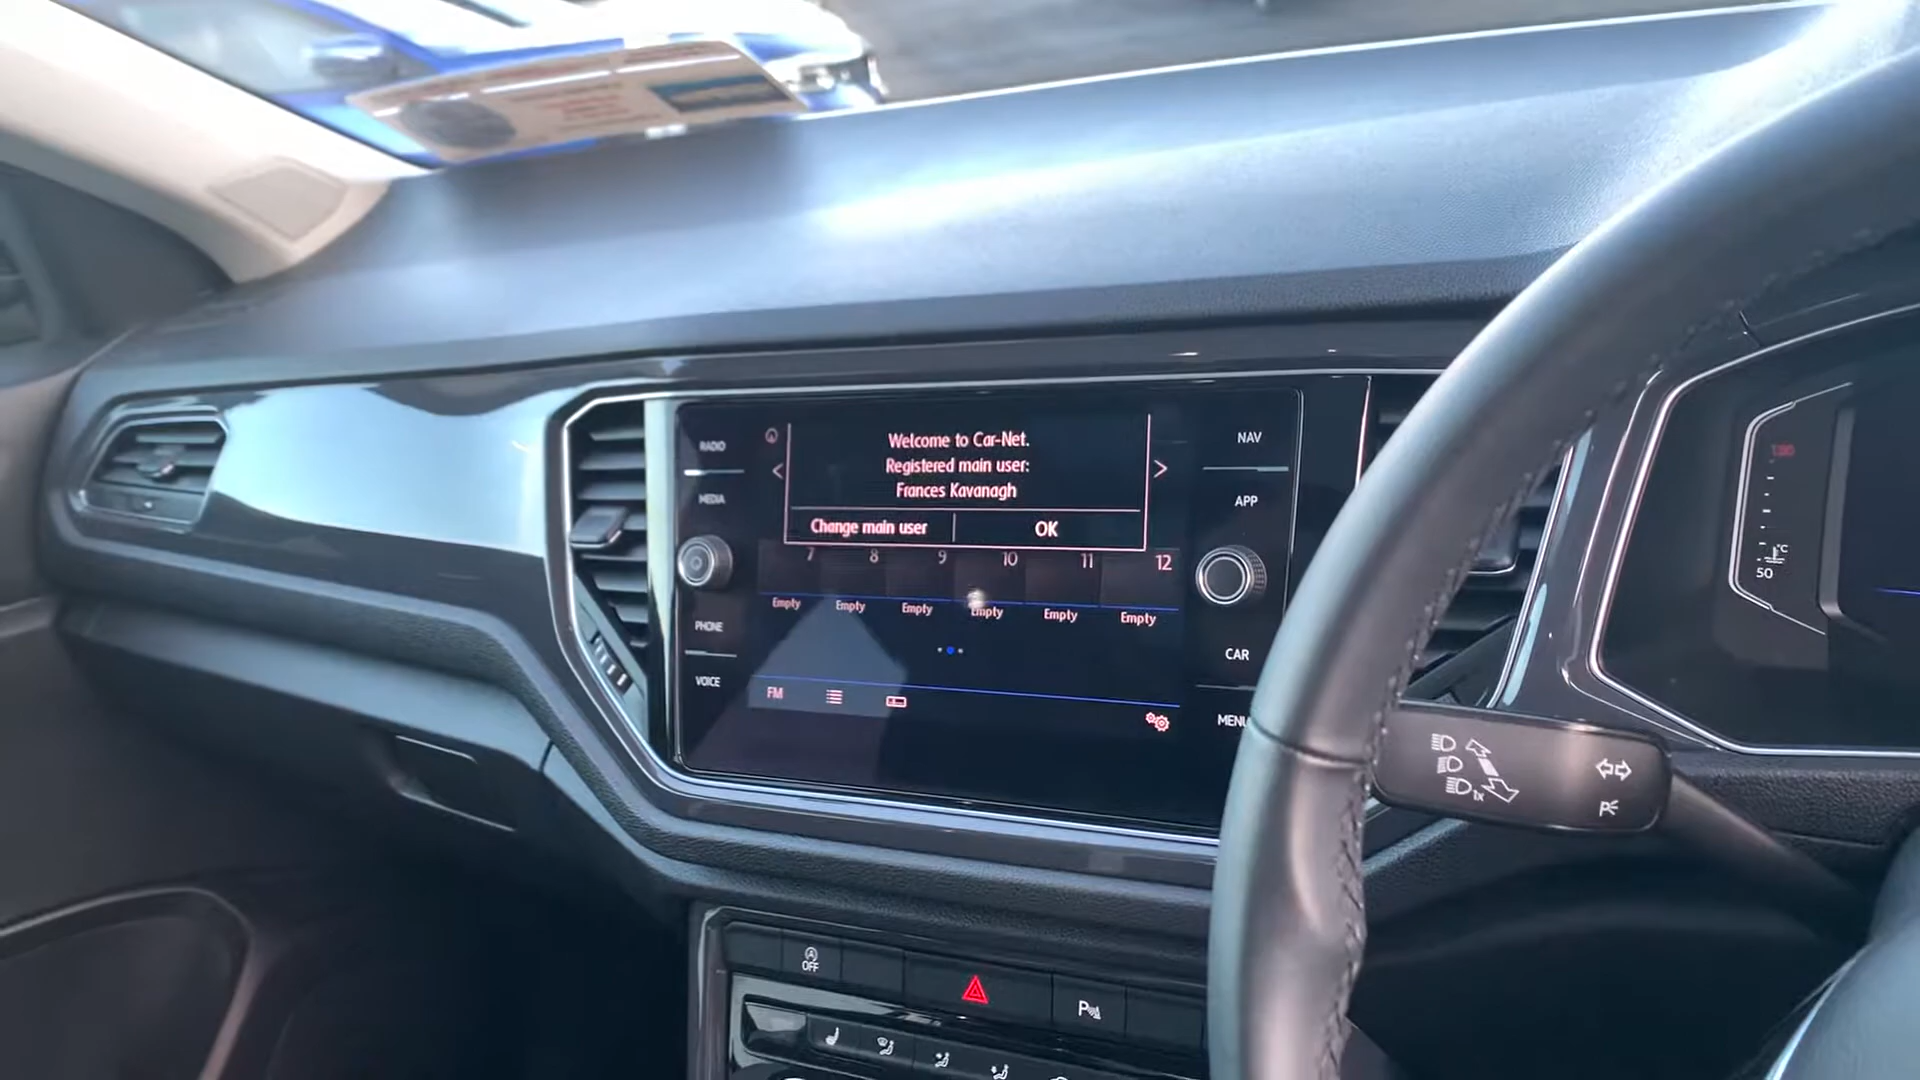 RADIO
MEDIA
PHONE
VOICE
Welcome to Car-Net.
Registered main user:
Frances Kavanagh
Change main user
OK
7 8 9 10 11 12
Empty Empty Empty Empty Empty Empty
FM
NAV
APP
CAR
MENU
°C
50
1x
P
OFF
P